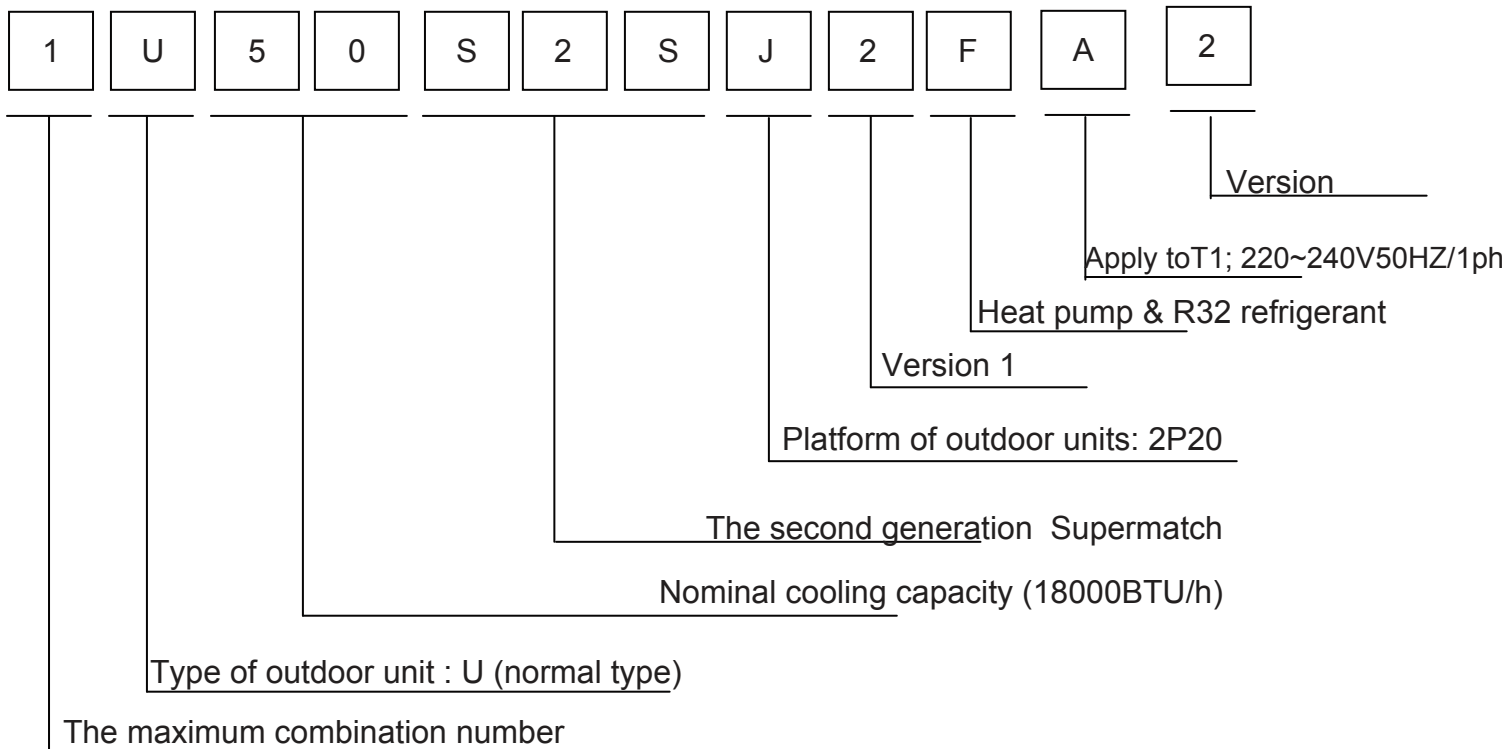 1 U 5 0 S 2 S J 2 F A 2
Version
Apply toT1; 220~240V50HZ/1ph
Heat pump & R32 refrigerant
Version 1
Platform of outdoor units: 2P20
The second generation Supermatch
Nominal cooling capacity (18000BTU/h)
Type of outdoor unit : U (normal type)
The maximum combination number